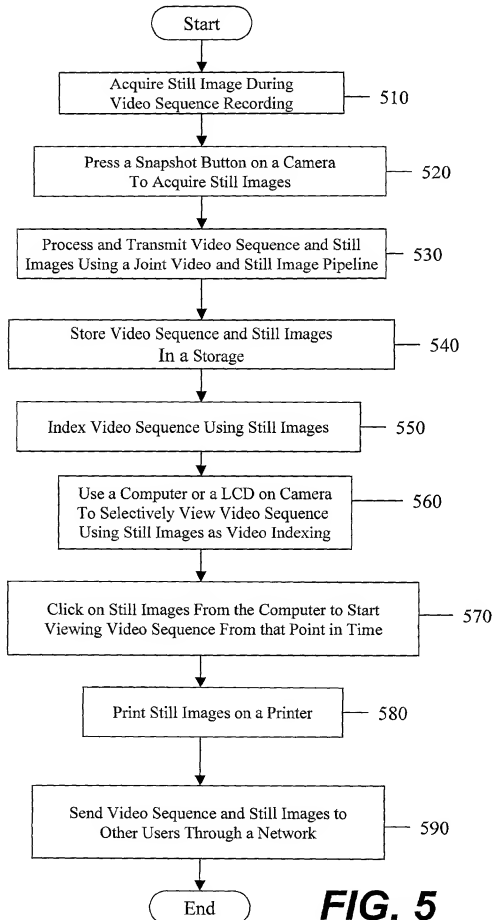 Start
Acquire Still Image During
Video Sequence Recording
510
Press a Snapshot Button on a Camera
To Acquire Still Images
520
Process and Transmit Video Sequence and Still
Images Using a Joint Video and Still Image Pipeline
530
Store Video Sequence and Still Images
In a Storage
540
Index Video Sequence Using Still Images
550
Use a Computer or a LCD on Camera
To Selectively View Video Sequence
Using Still Images as Video Indexing
560
Click on Still Images From the Computer to Start
Viewing Video Sequence From that Point in Time
570
Print Still Images on a Printer
580
Send Video Sequence and Still Images to
Other Users Through a Network
590
End
FIG. 5